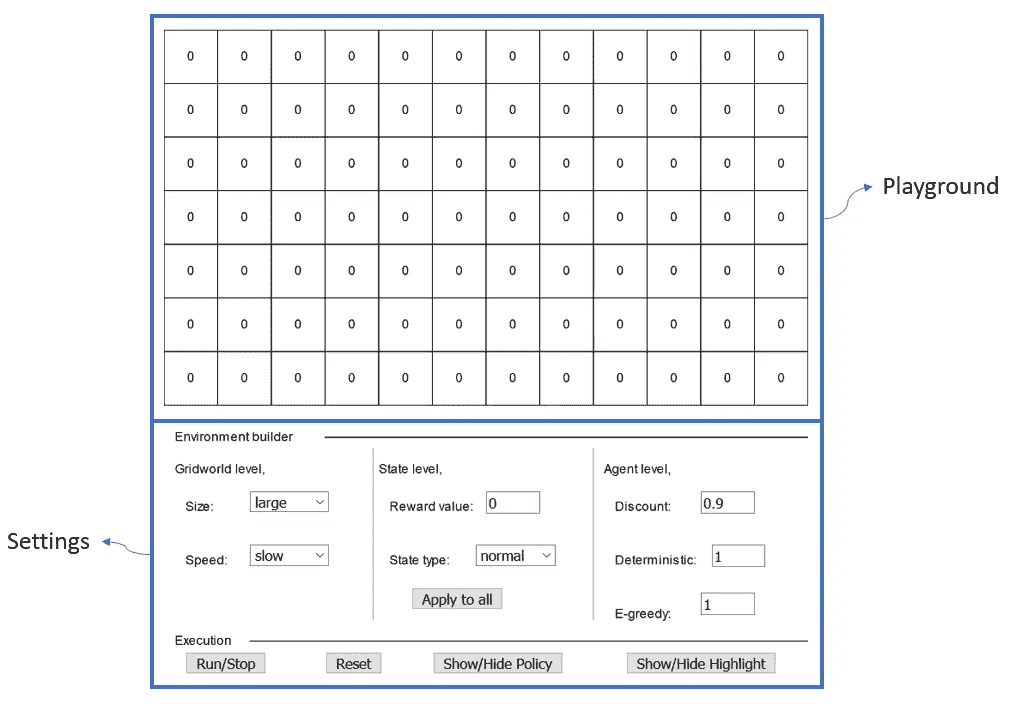 0 0 0 0 0 0 0 0 0 0 0 0
0 0 0 0 0 0 0 0 0 0 0 0
0 0 0 0 0 0 0 0 0 0 0 0
Playground
0 0 0 0 0 0 0 0 0 0 0 0
0 0 0 0 0 0 0 0 0 0 0 0
0 0 0 0 0 0 0 0 0 0 0 0
0 0 0 0 0 0 0 0 0 0 0 0
Environment builder
Gridworld level, State level, Agent level,
Size: large Reward value: 0 Discount: 0.9
Settings
Speed: slow State type: normal Deterministic: 1
Apply to all E-greedy: 1
Execution
Run/Stop Reset Show/Hide Policy Show/Hide Highlight